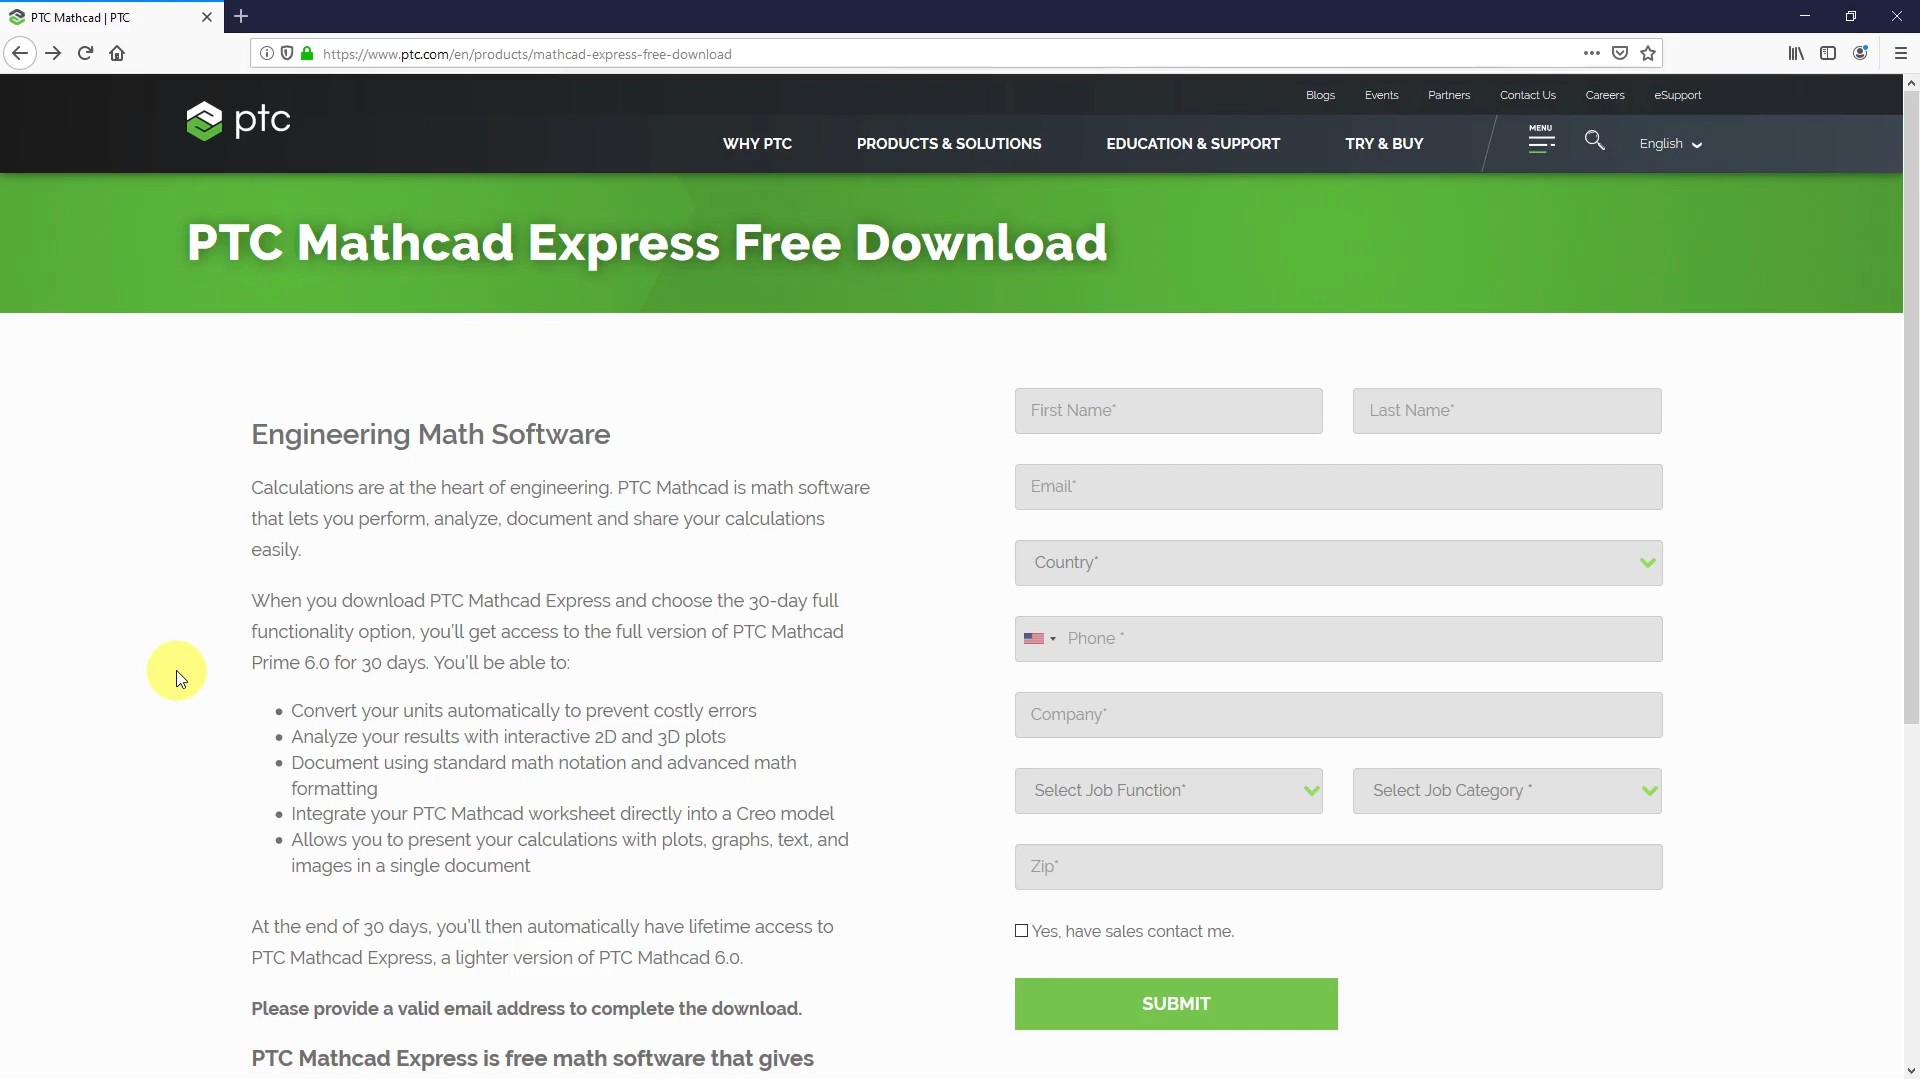 PTC Mathcad | PTC
https://www.ptc.com/en/products/mathcad-express-free-download
Blogs Events Partners Contact Us Careers eSupport
ptc
WHY PTC PRODUCTS & SOLUTIONS EDUCATION & SUPPORT TRY & BUY MENU English
PTC Mathcad Express Free Download
Engineering Math Software
Calculations are at the heart of engineering. PTC Mathcad is math software
that lets you perform, analyze, document and share your calculations
easily.
When you download PTC Mathcad Express and choose the 30-day full
functionality option, you'll get access to the full version of PTC Mathcad
Prime 6.0 for 30 days. You'll be able to:
• Convert your units automatically to prevent costly errors
• Analyze your results with interactive 2D and 3D plots
• Document using standard math notation and advanced math
formatting
• Integrate your PTC Mathcad worksheet directly into a Creo model
• Allows you to present your calculations with plots, graphs, text, and
images in a single document
At the end of 30 days, you'll then automatically have lifetime access to
PTC Mathcad Express, a lighter version of PTC Mathcad 6.0.
Please provide a valid email address to complete the download.
PTC Mathcad Express is free math software that gives
First Name* Last Name*
Email*
Country*
Phone *
Company*
Select Job Function* Select Job Category *
Zip*
Yes, have sales contact me.
SUBMIT